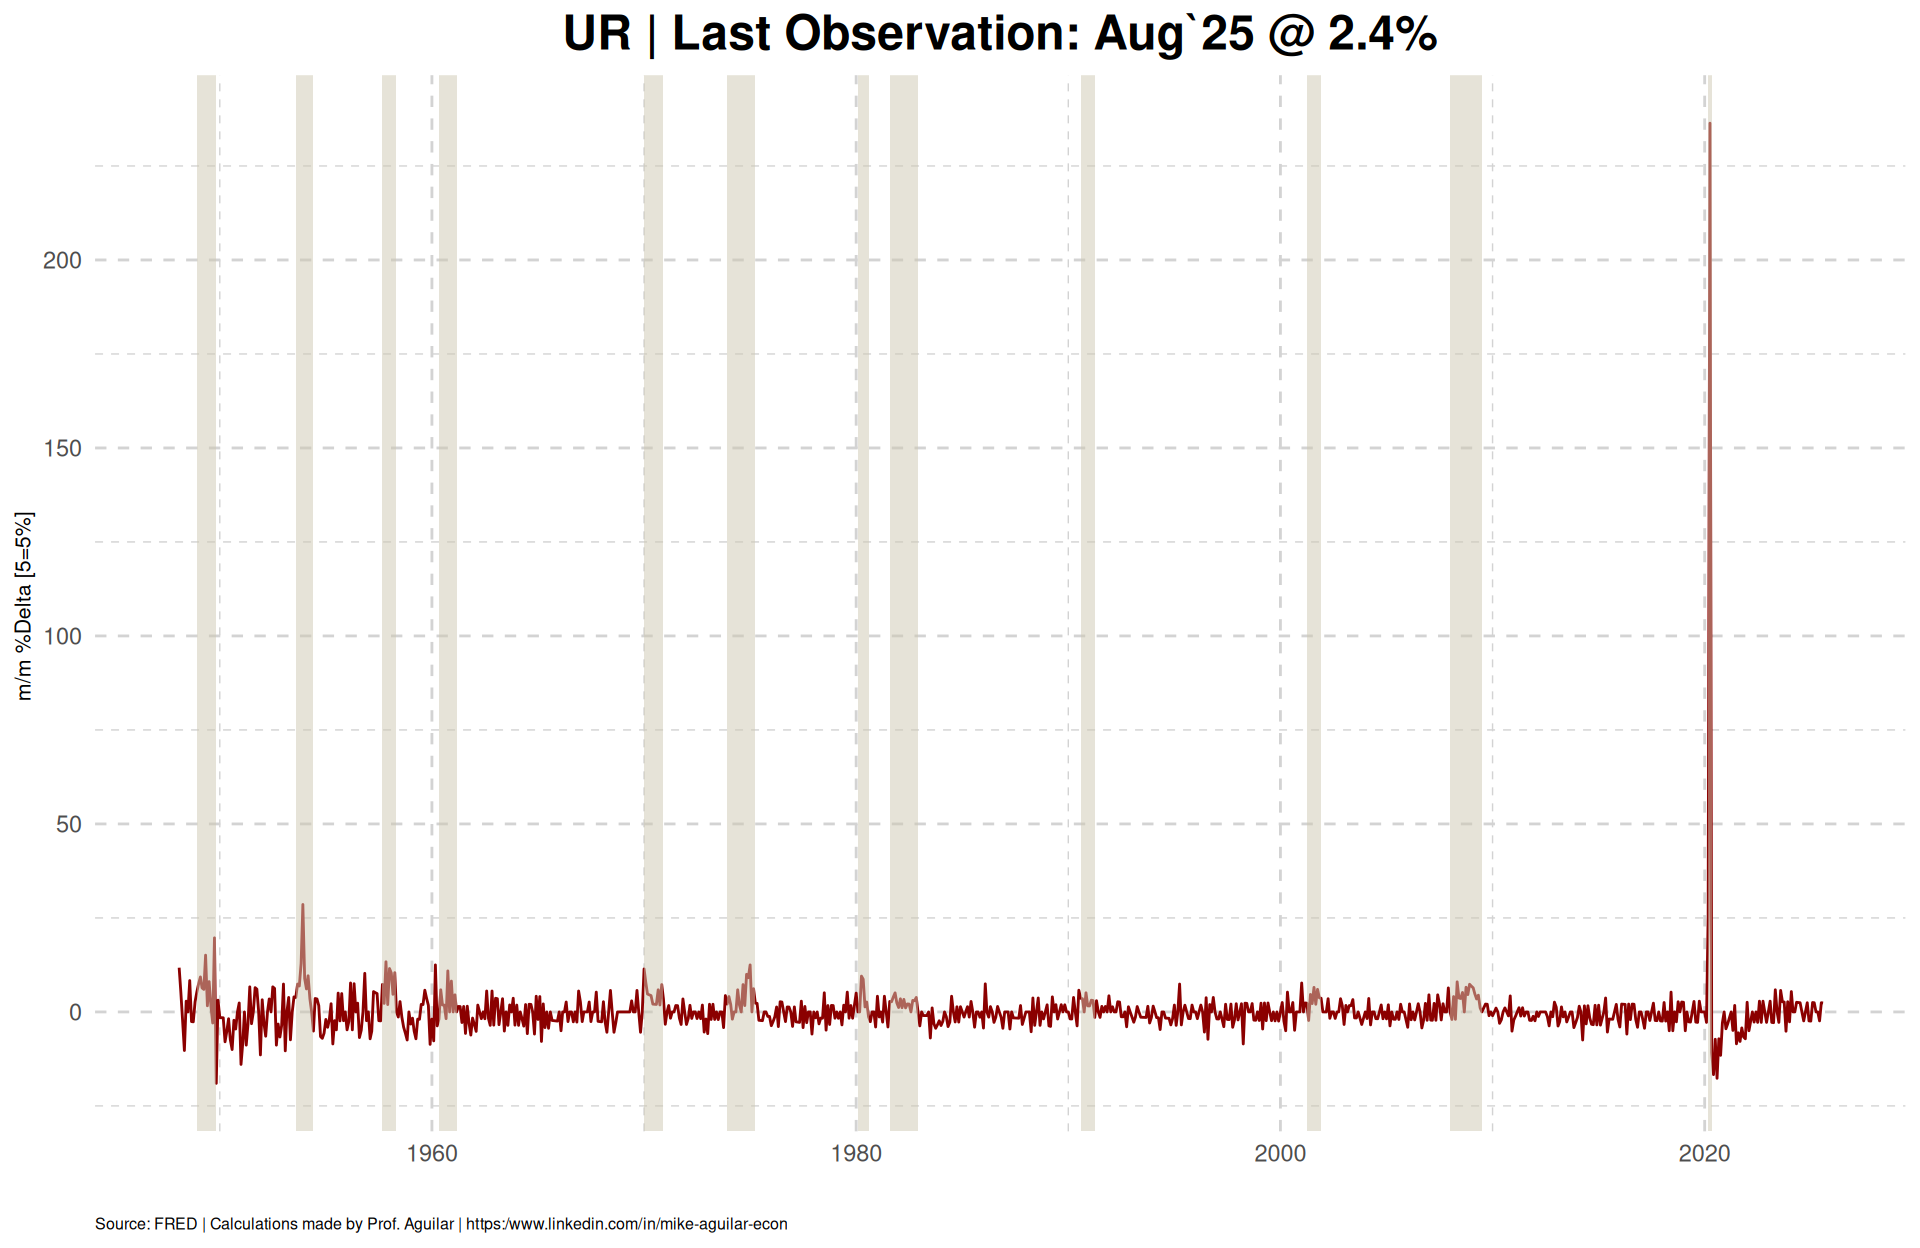 UR | Last Observation: Aug`25 @ 2.4%
m/m %Delta [5=5%]
200
150
100
50
0
1960 1980 2000 2020
Source: FRED | Calculations made by Prof. Aguilar | https:/www.linkedin.com/in/mike-aguilar-econ